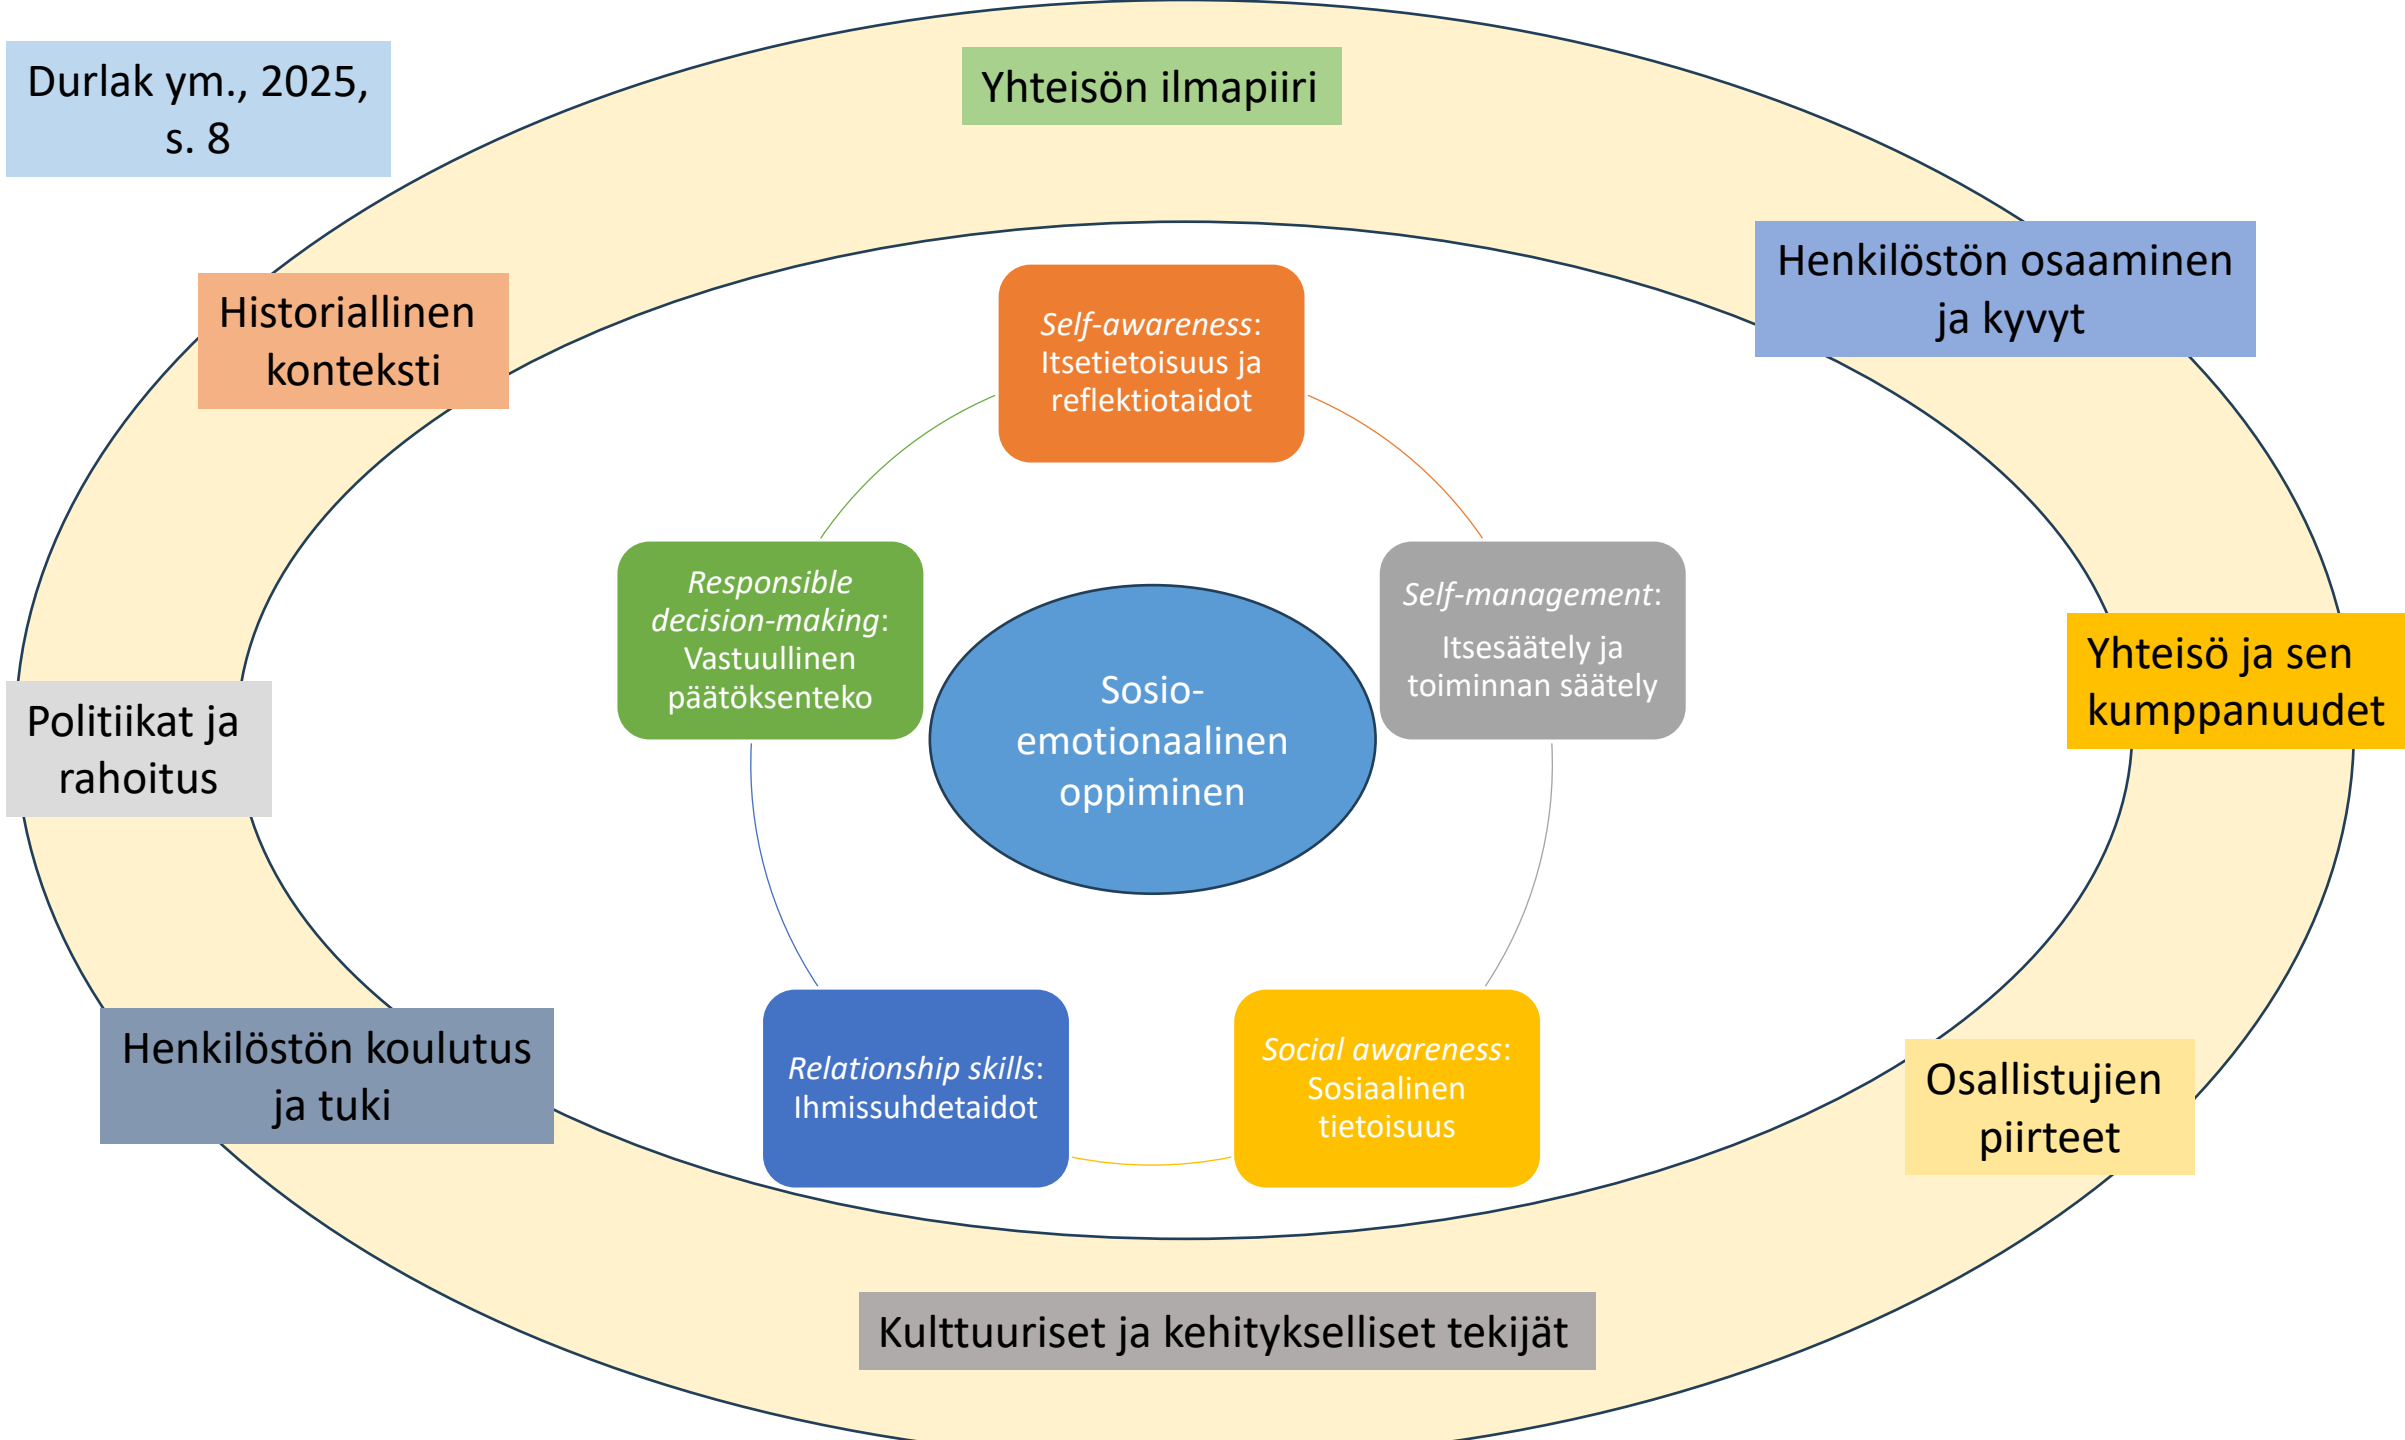 Durlak ym., 2025,
s. 8
Yhteisön ilmapiiri
Henkilöstön osaaminen
ja kyvyt
Historiallinen
konteksti
Self-awareness:
Itsetietoisuus ja
reflektiotaidot
Responsible
decision-making:
Vastuullinen
päätöksenteko
Self-management:
Itsesäätely ja
toiminnan säätely
Sosio-
emotionaalinen
oppiminen
Yhteisö ja sen
kumppanuudet
Politiikat ja
rahoitus
Henkilöstön koulutus
ja tuki
Relationship skills:
Ihmissuhdetaidot
Social awareness:
Sosiaalinen
tietoisuus
Osallistujien
piirteet
Kulttuuriset ja kehitykselliset tekijät